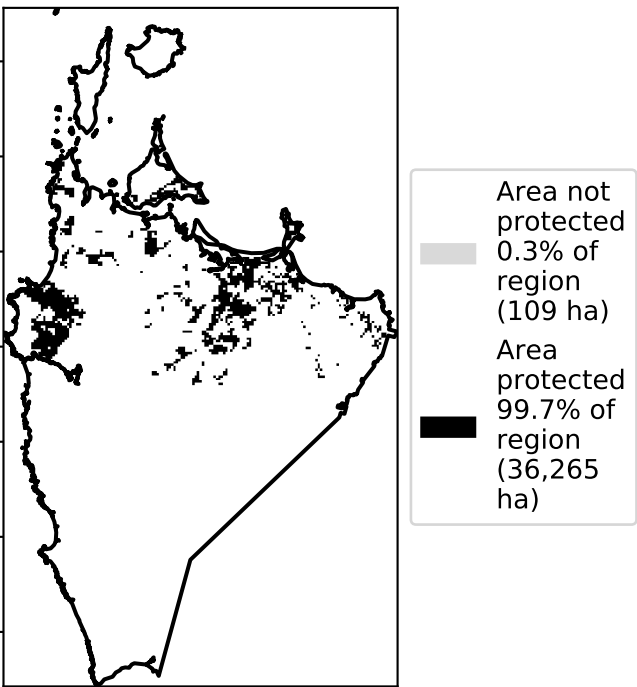 Area not
protected
0.3% of
region
(109 ha)
Area
protected
99.7% of
region
(36,265
ha)